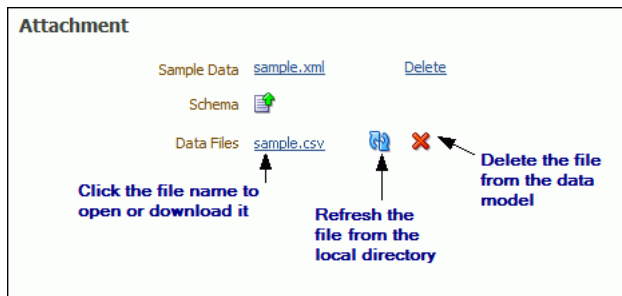 Attachment
Sample Data sample.xml Delete
Schema
Data Files sample.csv
Click the file name to
open or download it
Refresh the
file from the
local directory
Delete the file
from the data
model